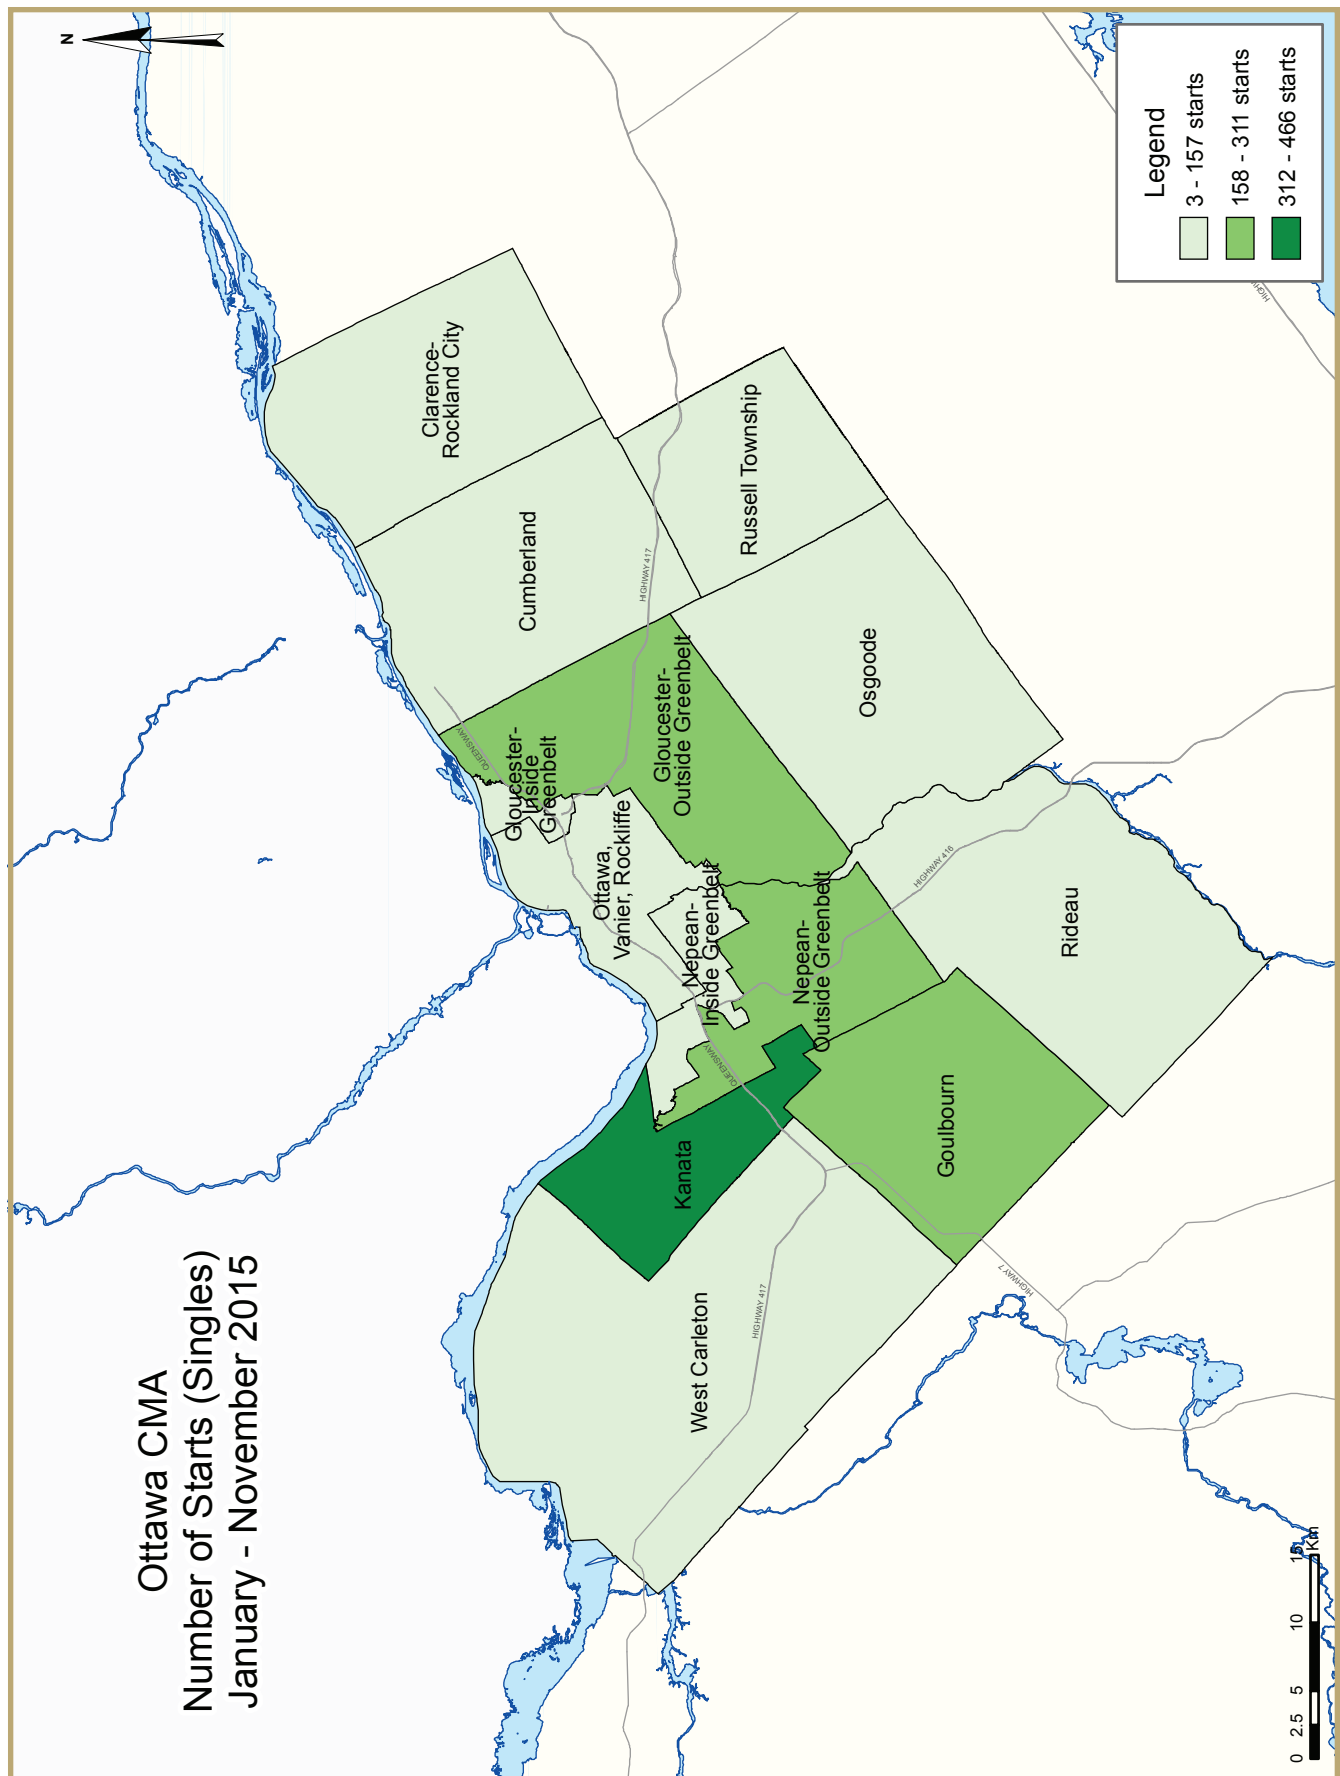 Ottawa CMA
Number of Starts (Singles)
January - November 2015
N
Clarence-
Rockland City
Cumberland
Russell Township
HIGHWAY 417
QUEENSWAY
Gloucester-
Inside
Greenbelt
Gloucester-
Outside Greenbelt
Osgoode
Ottawa,
Vanier, Rockliffe
Nepean-
Inside Greenbelt
Nepean-
Outside Greenbelt
HIGHWAY 416
Rideau
QUEENSWAY
Kanata
Goulbourn
West Carleton
HIGHWAY 417
HIGHWAY 7
HIGH
Legend
3 - 157 starts
158 - 311 starts
312 - 466 starts
0 2.5 5 10 15
Km